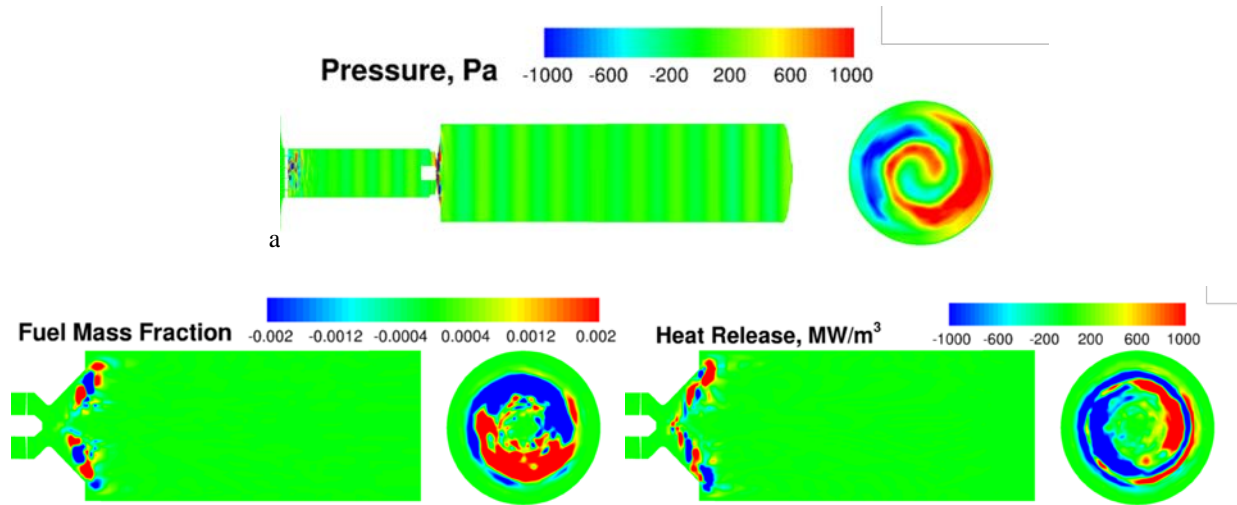 Pressure, Pa
-1000 -600 -200 200 600 1000
a
Fuel Mass Fraction
-0.002 -0.0012 -0.0004 0.0004 0.0012 0.002
Heat Release, MW/m³
-1000 -600 -200 200 600 1000